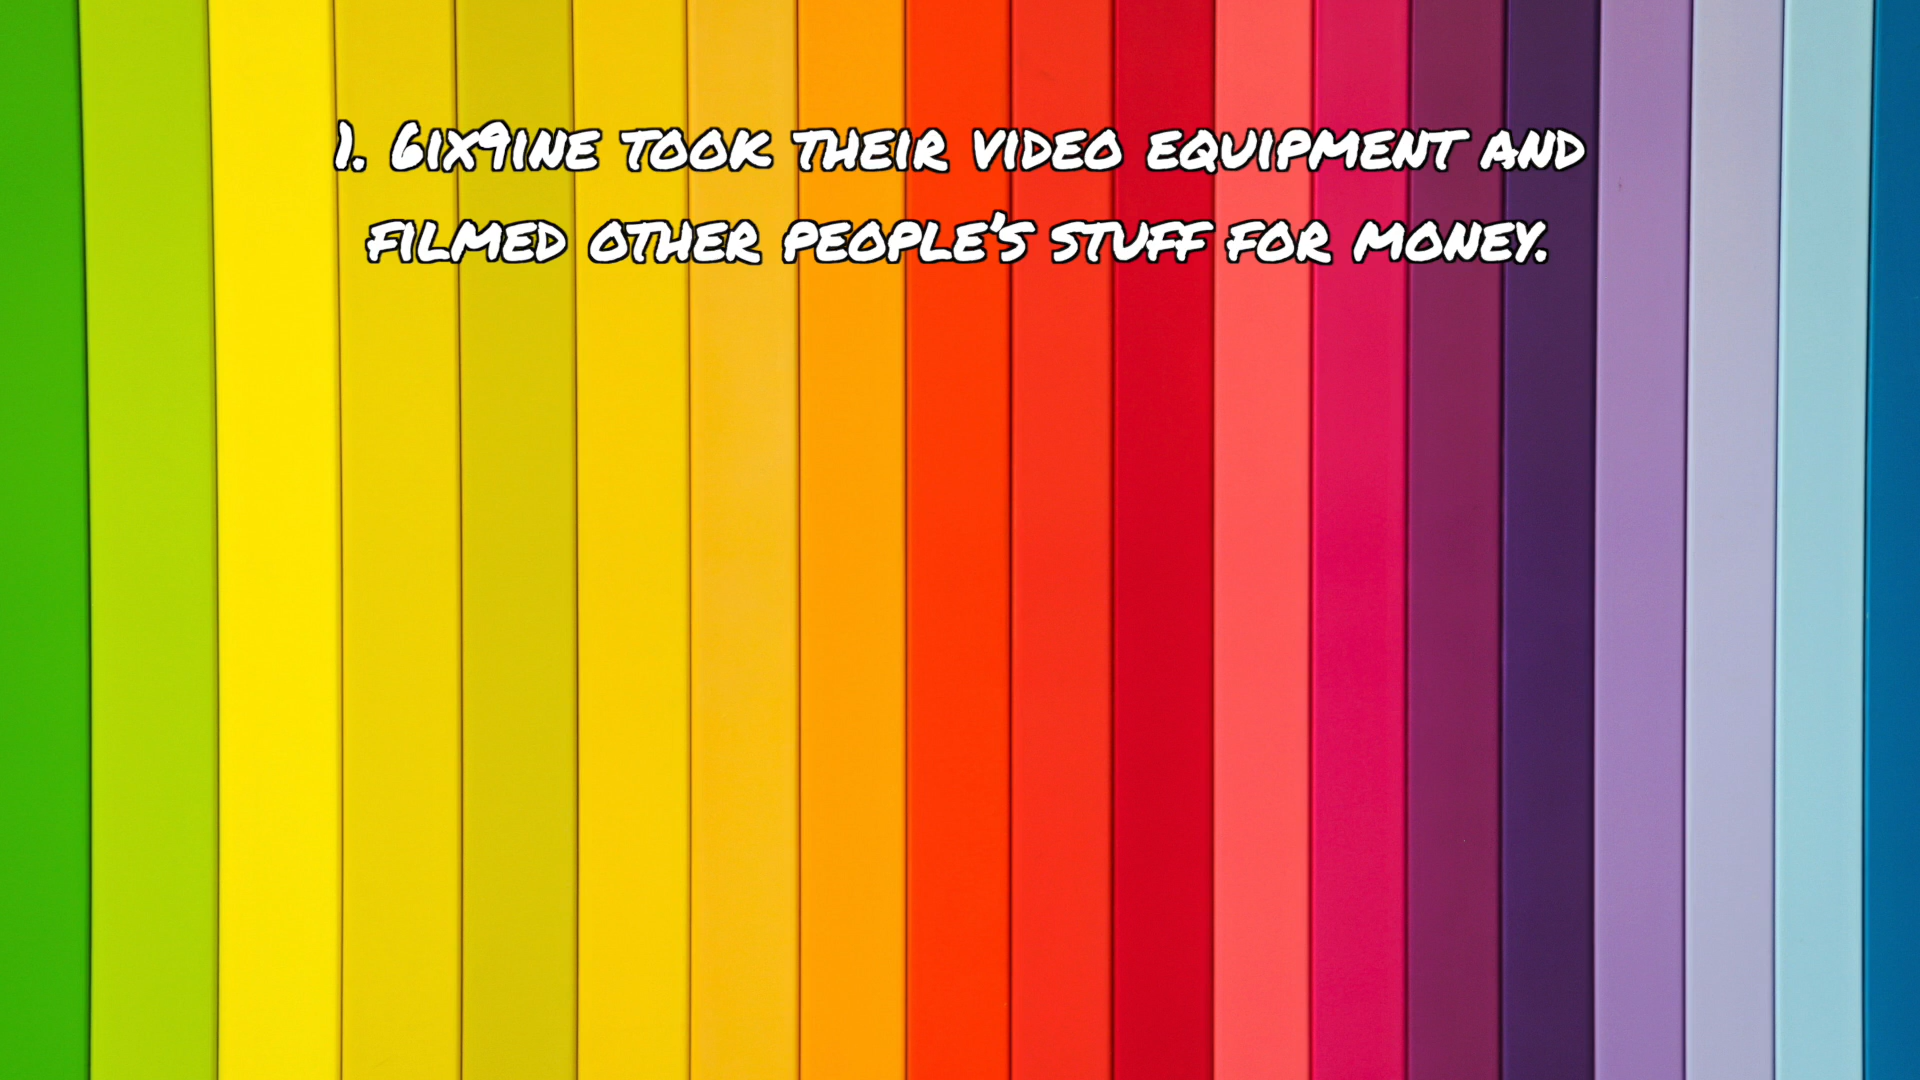 1. 6ix9ine took their video equipment and
filmed other people's stuff for money.